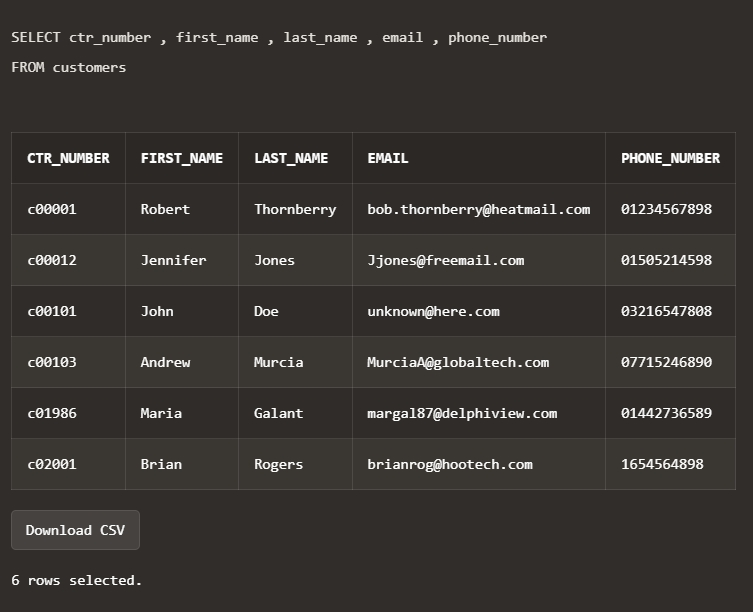 SELECT ctr_number , first_name , last_name , email , phone_number
FROM customers
CTR_NUMBER FIRST_NAME LAST_NAME EMAIL PHONE_NUMBER
c00001 Robert Thornberry bob.thornberry@heatmail.com 01234567898
c00012 Jennifer Jones Jjones@freemail.com 01505214598
c00101 John Doe unknown@here.com 03216547808
c00103 Andrew Murcia MurciaA@globaltech.com 07715246890
c01986 Maria Galant margal87@delphiview.com 01442736589
c02001 Brian Rogers brianrog@hootech.com 1654564898
Download CSV
6 rows selected.